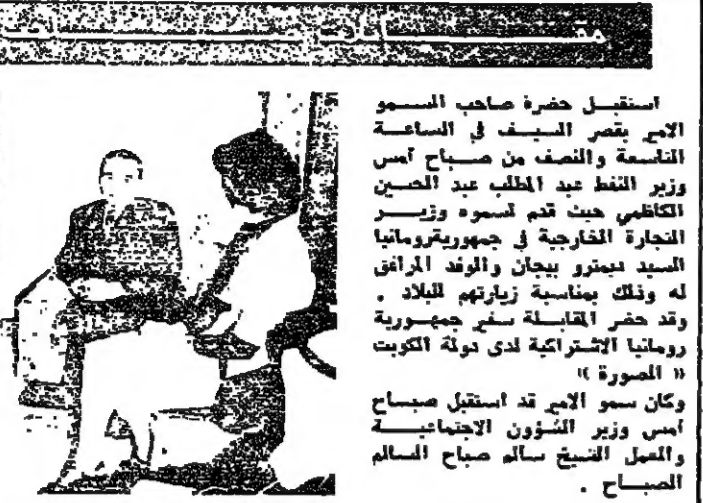 مقابلات
استقبل حضرة صاحب السمو
الامير بقصر السيف في الساعة
التاسعة والنصف من صباح أمس
وزير النفط عبد المطلب عبد الحسين
الكاظمي حيث قدم لسموه وزير
التجارة الخارجية في جمهورية رومانيا
السيد ديمترو بيجان والوفد المرافق
له وذلك بمناسبة زيارتهم للبلاد .
وقد حضر المقابلة سفير جمهورية
رومانيا الاشتراكية لدى دولة الكويت
« الصورة »
وكان سمو الامير قد استقبل صباح
أمس وزير الشؤون الاجتماعية
والعمل الشيخ سالم صباح السالم
الصباح .